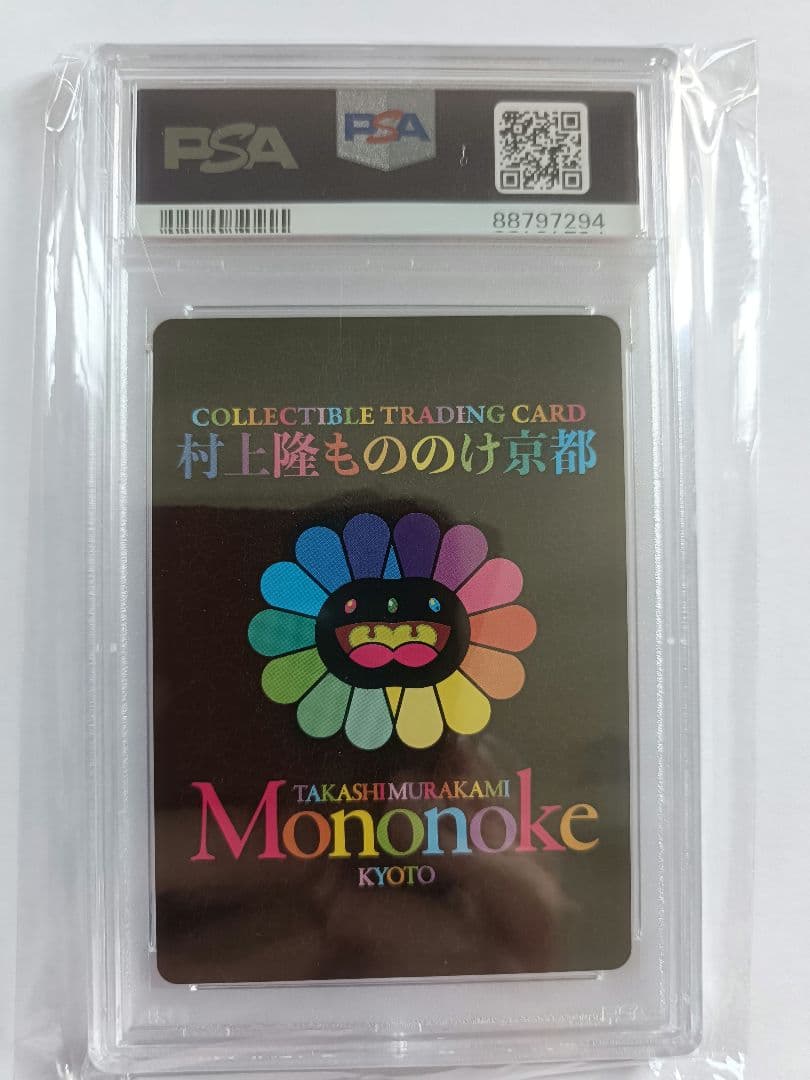 PSA
PSA
88797294
COLLECTIBLE TRADING CARD
村上隆もののけ京都
TAKASHI MURAKAMI
Mononoke
KYOTO